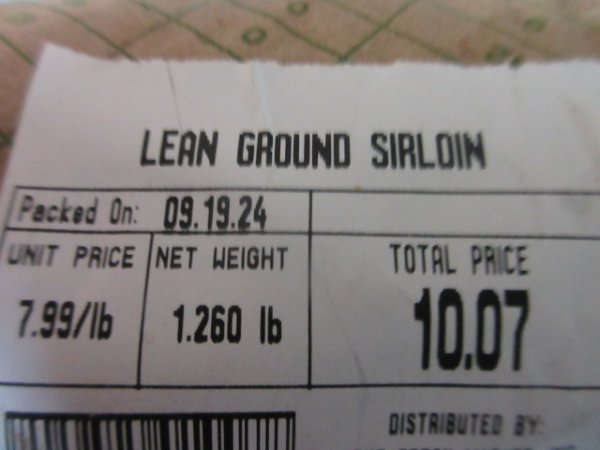 LEAN GROUND SIRLOIN
Packed On: 09.19.24
UNIT PRICE NET WEIGHT TOTAL PRICE
7.99/lb 1.260 lb 10.07
DISTRIBUTED BY: